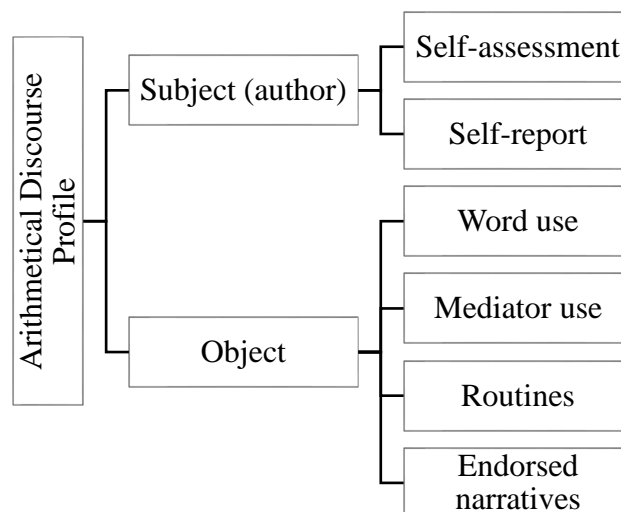 Arithmetical Discourse
Profile
Subject (author)
Self-assessment
Self-report
Object
Word use
Mediator use
Routines
Endorsed
narratives